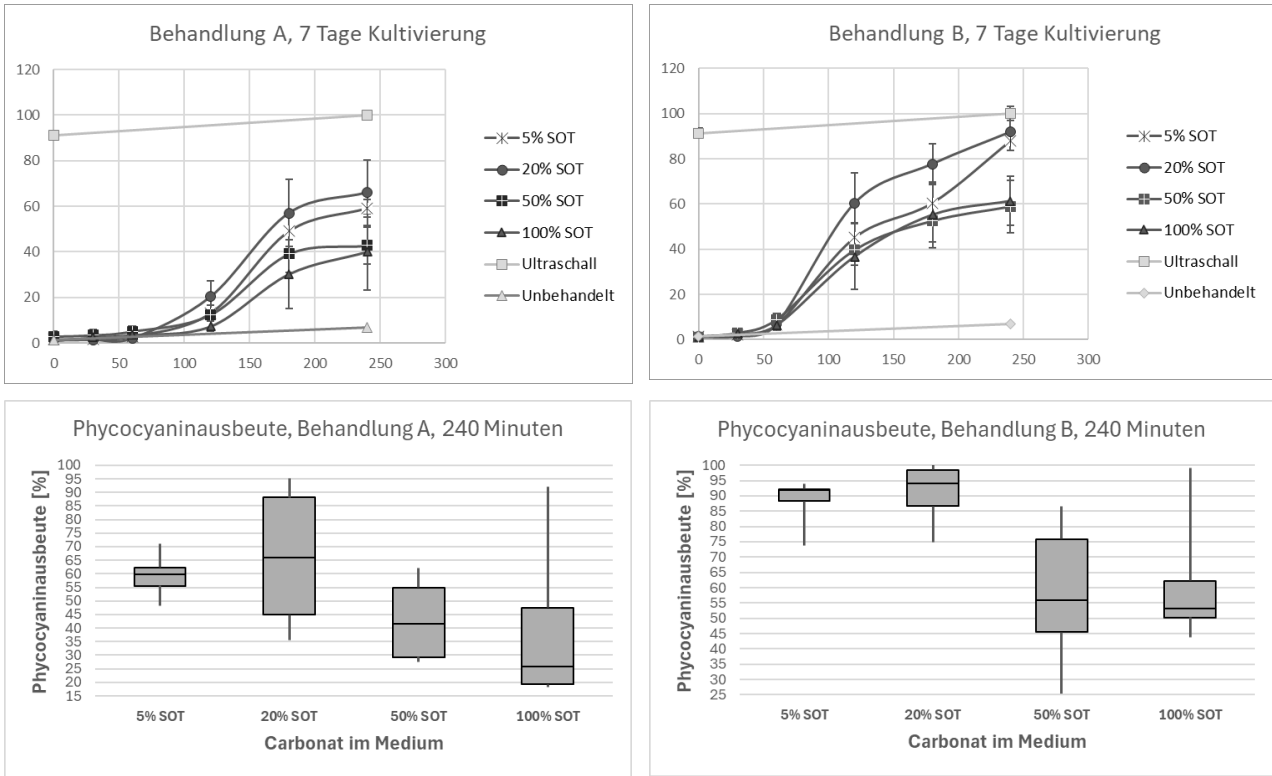 Behandlung A, 7 Tage Kultivierung
120
100
80
60
40
20
0
0 50 100 150 200 250
5% SOT
20% SOT
50% SOT
100% SOT
Ultraschall
Unbehandelt
Behandlung B, 7 Tage Kultivierung
120
100
80
60
40
20
0
0 50 100 150 200 250
5% SOT
20% SOT
50% SOT
100% SOT
Ultraschall
Unbehandelt
Phycocyaninausbeute, Behandlung A, 240 Minuten
Phycocyaninausbeute [%]
100
95
90
85
80
75
70
65
60
55
50
45
40
35
30
25
20
15
5% SOT 20% SOT 50% SOT 100% SOT
Carbonat im Medium
Phycocyaninausbeute, Behandlung B, 240 Minuten
Phycocyaninausbeute [%]
100
95
90
85
80
75
70
65
60
55
50
45
40
35
30
25
5% SOT 20% SOT 50% SOT 100% SOT
Carbonat im Medium